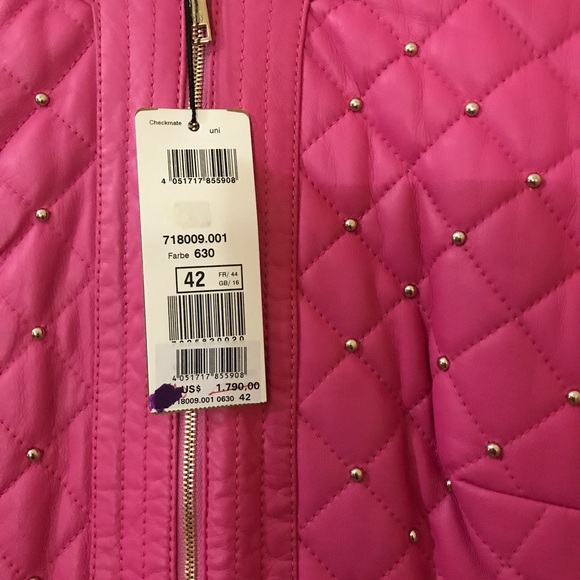 Checkmate
uni
4 051717 855908
718009.001
Farbe 630
42 FR/ 44
GB/ 16
7005820020
4 051717 855908
US$ 1.790,00
718009.001 0630 42